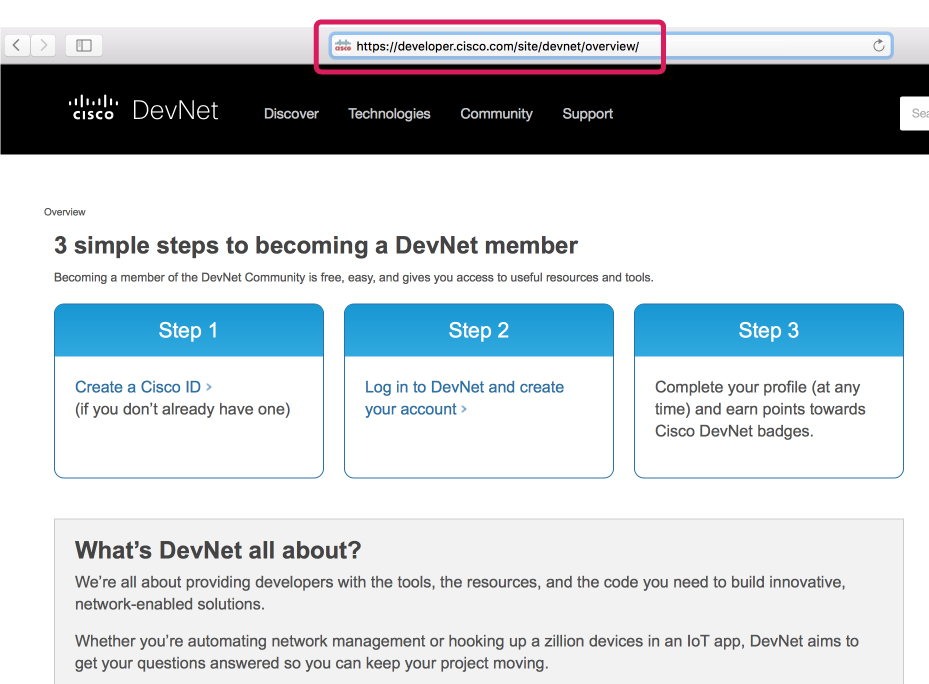 cisco https://developer.cisco.com/site/devnet/overview/
cisco DevNet Discover Technologies Community Support
Overview
3 simple steps to becoming a DevNet member
Becoming a member of the DevNet Community is free, easy, and gives you access to useful resources and tools.
Step 1
Create a Cisco ID ›
(if you don’t already have one)
Step 2
Log in to DevNet and create
your account ›
Step 3
Complete your profile (at any
time) and earn points towards
Cisco DevNet badges.
What’s DevNet all about?
We’re all about providing developers with the tools, the resources, and the code you need to build innovative,
network-enabled solutions.
Whether you’re automating network management or hooking up a zillion devices in an IoT app, DevNet aims to
get your questions answered so you can keep your project moving.